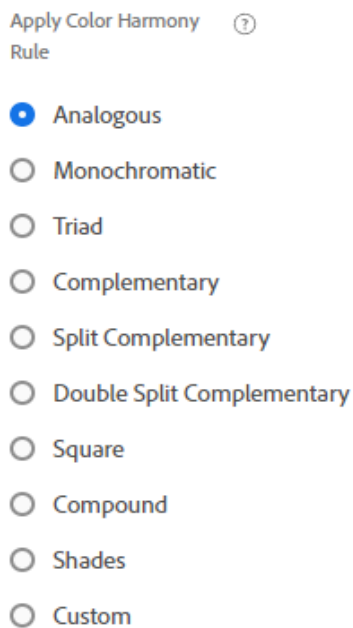 Apply Color Harmony ?
Rule
Analogous
Monochromatic
Triad
Complementary
Split Complementary
Double Split Complementary
Square
Compound
Shades
Custom